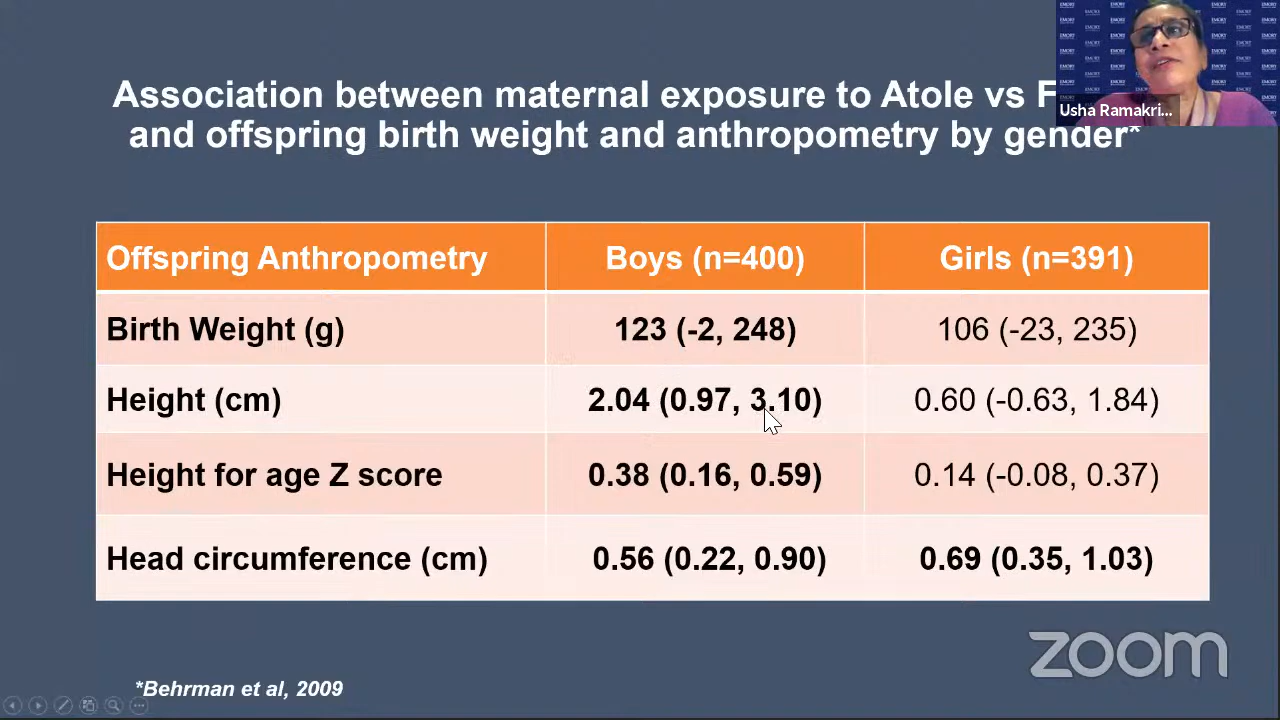 Association between maternal exposure to Atole vs
and offspring birth weight and anthropometry by gender*
Usha Ramakri...
Offspring Anthropometry Boys (n=400) Girls (n=391)
Birth Weight (g) 123 (-2, 248) 106 (-23, 235)
Height (cm) 2.04 (0.97, 3.10) 0.60 (-0.63, 1.84)
Height for age Z score 0.38 (0.16, 0.59) 0.14 (-0.08, 0.37)
Head circumference (cm) 0.56 (0.22, 0.90) 0.69 (0.35, 1.03)
zoom
*Behrman et al, 2009